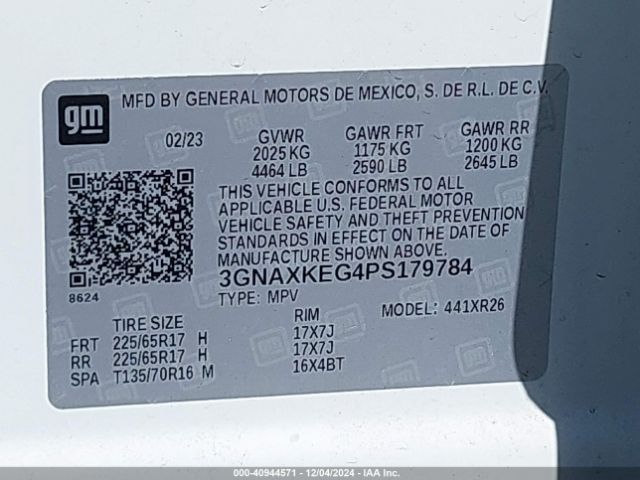 gm
MFD BY GENERAL MOTORS DE MEXICO, S. DE R.L. DE C.V.
02/23 GVWR GAWR FRT GAWR RR
2025 KG 1175 KG 1200 KG
4464 LB 2590 LB 2645 LB
THIS VEHICLE CONFORMS TO ALL
APPLICABLE U.S. FEDERAL MOTOR
VEHICLE SAFETY AND THEFT PREVENTION
STANDARDS IN EFFECT ON THE DATE OF
MANUFACTURE SHOWN ABOVE.
8624
3GNAXKEG4PS179784
TYPE: MPV MODEL: 441XR26
TIRE SIZE RIM
FRT 225/65R17 H 17X7J
RR 225/65R17 H 17X7J
SPA T135/70R16 M 16X4BT
000-40944571 - 12/04/2024 - IAA Inc.